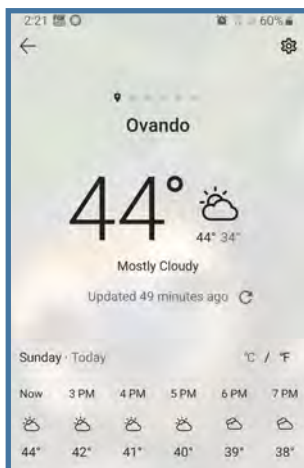 2:21 60%
Ovando
44°
44° 34°
Mostly Cloudy
Updated 49 minutes ago
Sunday · Today °C / °F
Now 3 PM 4 PM 5 PM 6 PM 7 PM
44° 42° 41° 40° 39° 38°